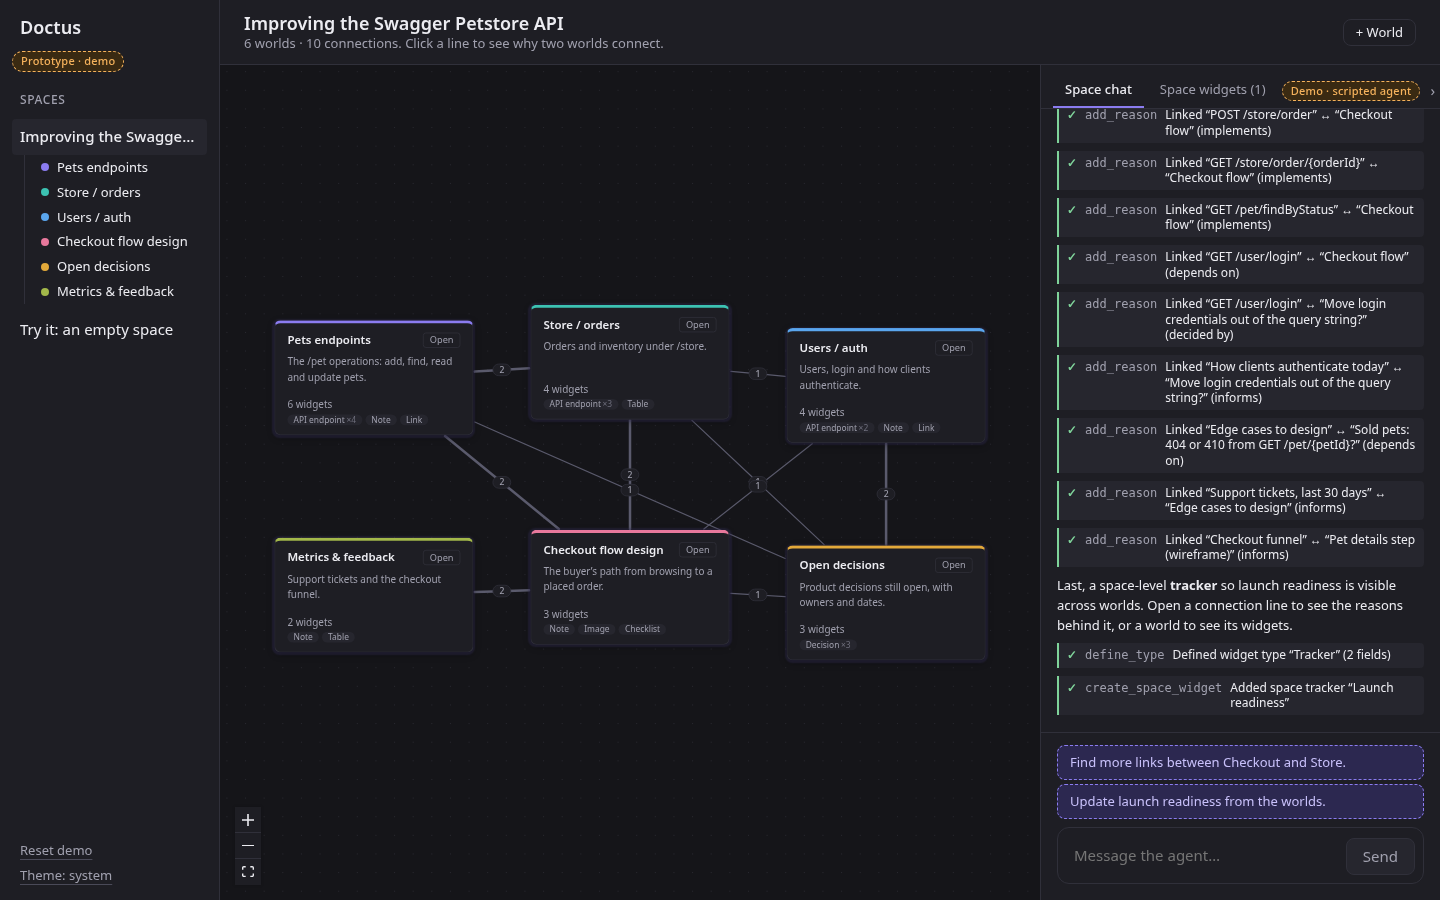 Doctus
Prototype · demo
SPACES
Improving the Swagge...
Pets endpoints
Store / orders
Users / auth
Checkout flow design
Open decisions
Metrics & feedback
Try it: an empty space
Reset demo
Theme: system
Improving the Swagger Petstore API
6 worlds · 10 connections. Click a line to see why two worlds connect.
+ World
Pets endpoints
Open
The /pet operations: add, find, read
and update pets.
6 widgets
API endpoint ×4 Note Link
Store / orders
Open
Orders and inventory under /store.
4 widgets
API endpoint ×3 Table
Users / auth
Open
Users, login and how clients
authenticate.
4 widgets
API endpoint ×2 Note Link
2
1
2
2
1
1
2
Metrics & feedback
Open
Support tickets and the checkout
funnel.
2 widgets
Note Table
2
Checkout flow design
Open
The buyer's path from browsing to a
placed order.
3 widgets
Note Image Checklist
1
Open decisions
Open
Product decisions still open, with
owners and dates.
3 widgets
Decision ×3
Space chat
Space widgets (1)
Demo · scripted agent
›
✓ add_reason Linked “POST /store/order” ↔ “Checkout
flow” (implements)
✓ add_reason Linked “GET /store/order/{orderId}” ↔
“Checkout flow” (implements)
✓ add_reason Linked “GET /pet/findByStatus” ↔ “Checkout
flow” (implements)
✓ add_reason Linked “GET /user/login” ↔ “Checkout flow”
(depends on)
✓ add_reason Linked “GET /user/login” ↔ “Move login
credentials out of the query string?”
(decided by)
✓ add_reason Linked “How clients authenticate today” ↔
“Move login credentials out of the query
string?” (informs)
✓ add_reason Linked “Edge cases to design” ↔ “Sold pets:
404 or 410 from GET /pet/{petId}?” (depends
on)
✓ add_reason Linked “Support tickets, last 30 days” ↔
“Edge cases to design” (informs)
✓ add_reason Linked “Checkout funnel” ↔ “Pet details step
(wireframe)” (informs)
Last, a space-level tracker so launch readiness is visible
across worlds. Open a connection line to see the reasons
behind it, or a world to see its widgets.
✓ define_type Defined widget type “Tracker” (2 fields)
✓ create_space_widget Added space tracker “Launch
readiness”
Find more links between Checkout and Store.
Update launch readiness from the worlds.
Message the agent...
Send